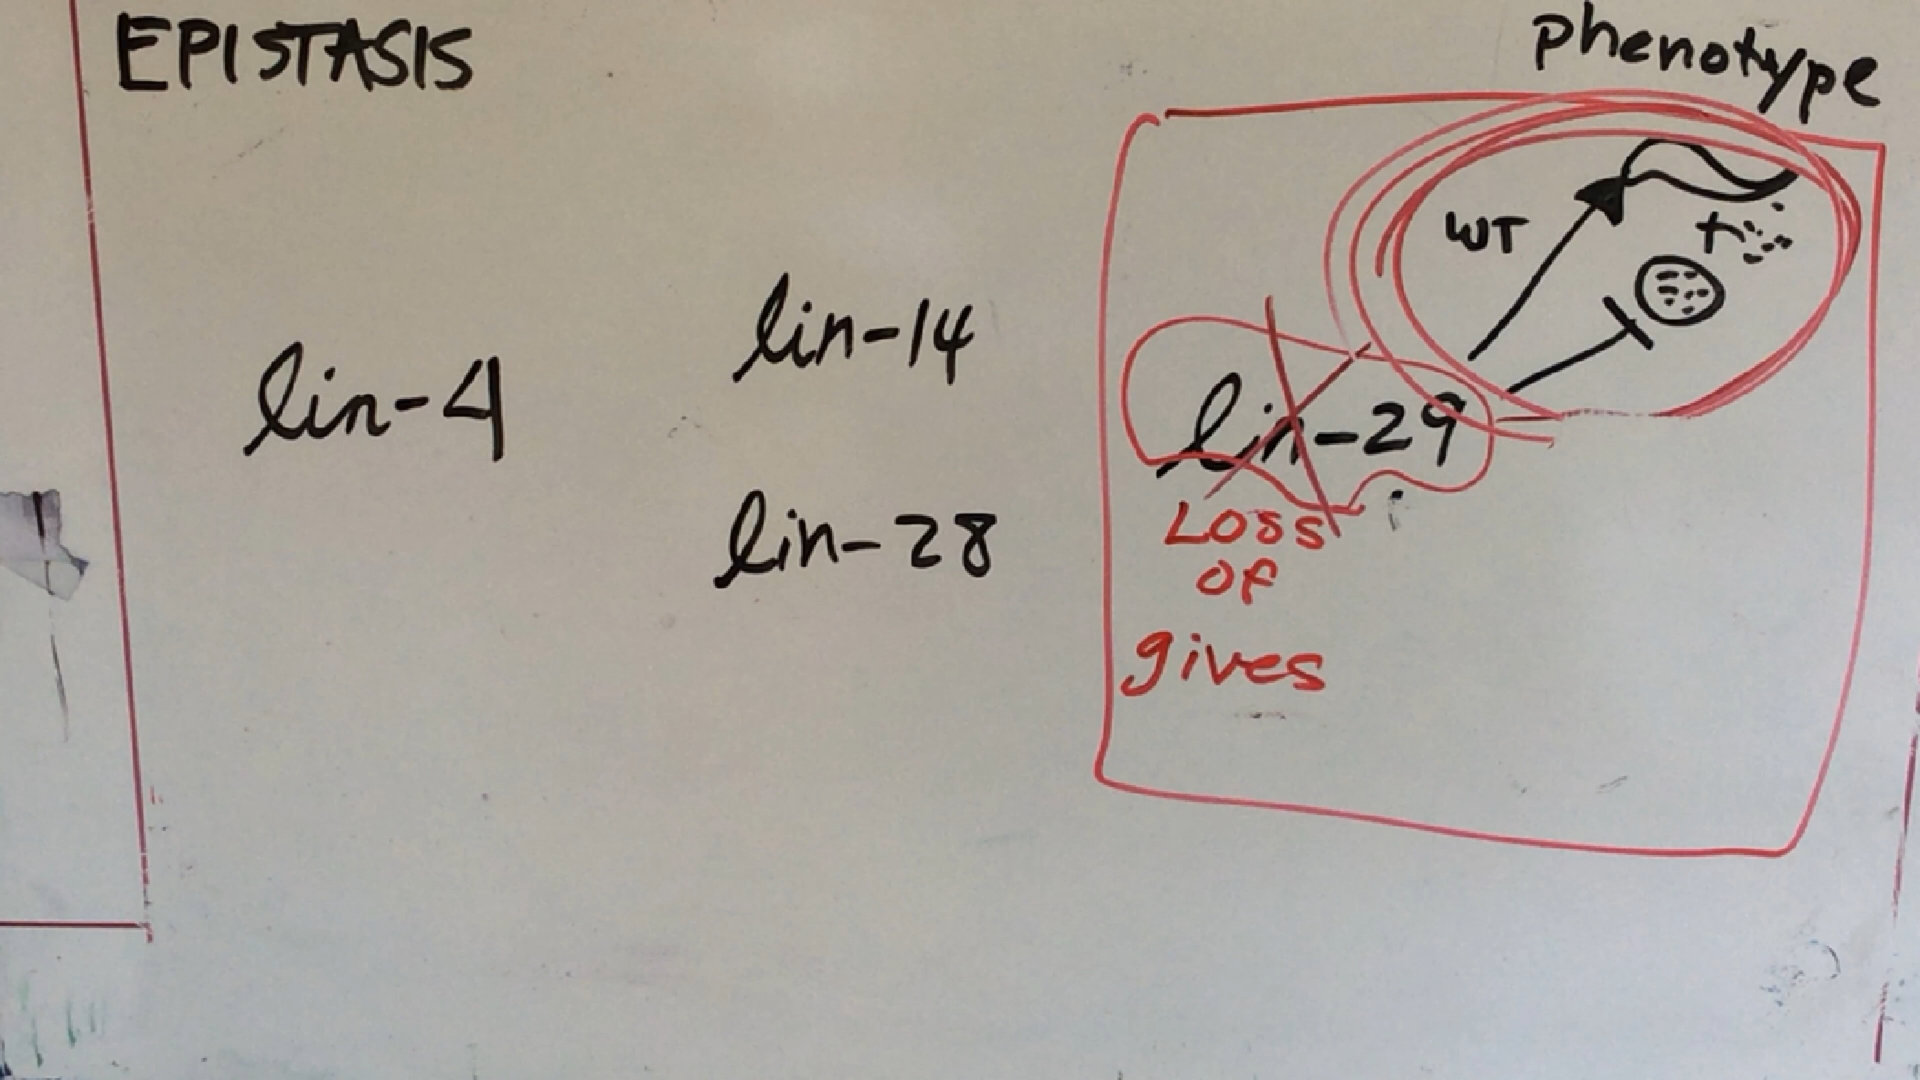 EPISTASIS
phenotype
WT
+
lin-14
lin-4
lin-29
lin-28
Loss
of
gives